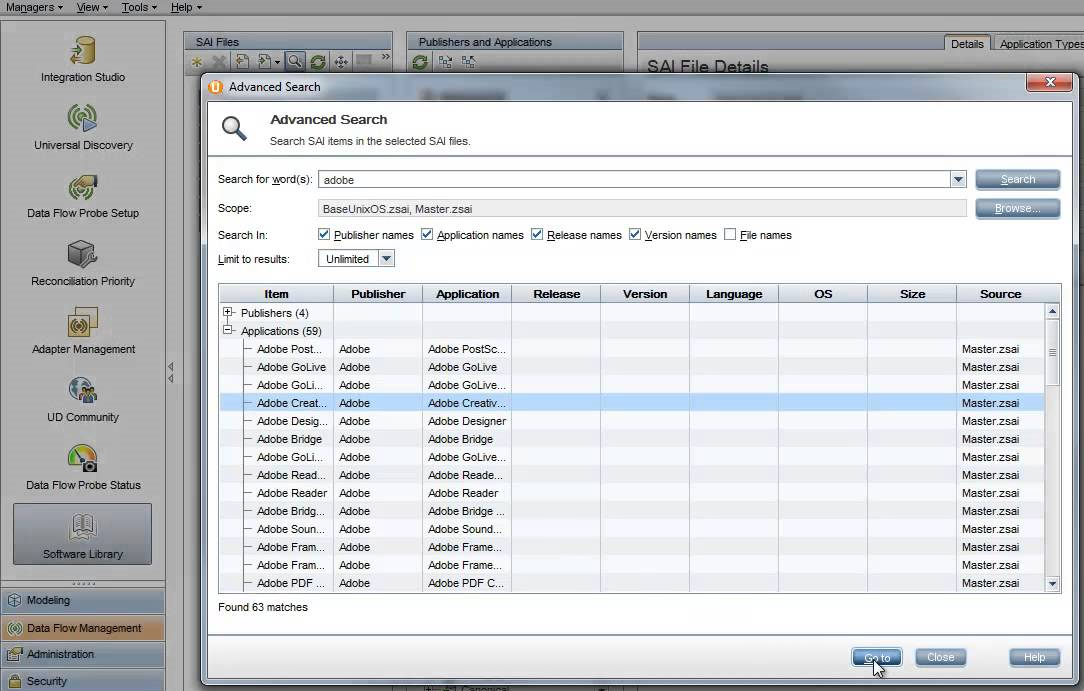 Managers View Tools Help
Integration Studio
Universal Discovery
Data Flow Probe Setup
Reconciliation Priority
Adapter Management
UD Community
Data Flow Probe Status
Software Library
Modeling
Data Flow Management
Administration
Security
SAI Files
»
Publishers and Applications
Details Application Types
SAI File Details
Advanced Search
Advanced Search
Search SAI items in the selected SAI files.
Search for word(s): adobe Search
Scope: BaseUnixOS.zsai, Master.zsai Browse...
Search In: Publisher names Application names Release names Version names File names
Limit to results: Unlimited
Item Publisher Application Release Version Language OS Size Source
Publishers (4)
Applications (59)
Adobe Post... Adobe Adobe PostSc... Master.zsai
Adobe GoLive Adobe Adobe GoLive Master.zsai
Adobe GoLi... Adobe Adobe GoLive... Master.zsai
Adobe Creat... Adobe Adobe Creativ... Master.zsai
Adobe Desig... Adobe Adobe Designer Master.zsai
Adobe Bridge Adobe Adobe Bridge Master.zsai
Adobe GoLi... Adobe Adobe GoLive... Master.zsai
Adobe Read... Adobe Adobe Reade... Master.zsai
Adobe Reader Adobe Adobe Reader Master.zsai
Adobe Bridg... Adobe Adobe Bridge ... Master.zsai
Adobe Soun... Adobe Adobe Sound... Master.zsai
Adobe Fram... Adobe Adobe Frame... Master.zsai
Adobe Fram... Adobe Adobe Frame... Master.zsai
Adobe PDF ... Adobe Adobe PDF C... Master.zsai
Found 63 matches
Go to Close Help